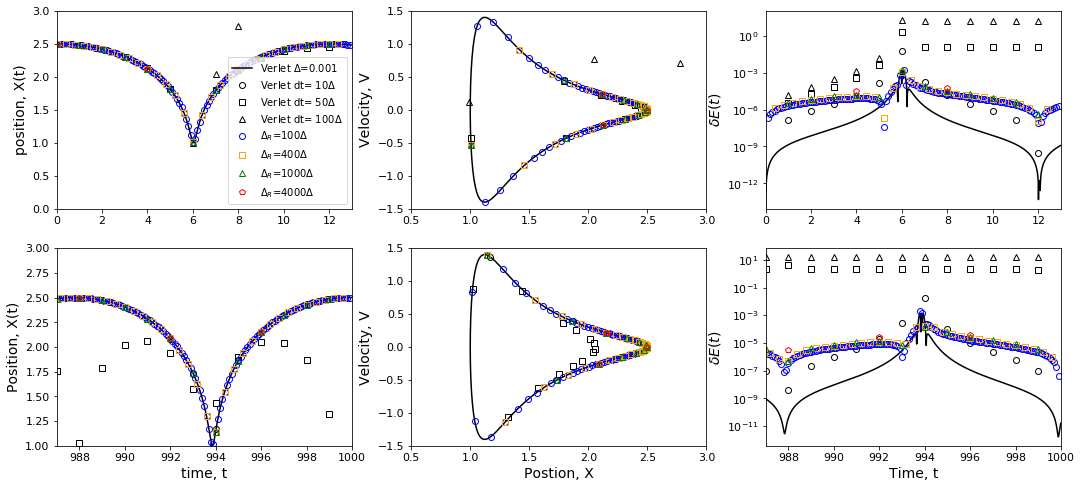 3.0
2.5
2.0
1.5
1.0
0.5
0.0
position, X(t)
0 2 4 6 8 10 12
Verlet Δ=0.001
Verlet dt= 10Δ
Verlet dt= 50Δ
Verlet dt= 100Δ
Δ_R=100Δ
Δ_R=400Δ
Δ_R=1000Δ
Δ_R=4000Δ
1.5
1.0
0.5
0.0
−0.5
−1.0
−1.5
Velocity, V
0.5 1.0 1.5 2.0 2.5 3.0
10⁰
10⁻³
10⁻⁶
10⁻⁹
10⁻¹²
δE(t)
0 2 4 6 8 10 12
3.00
2.75
2.50
2.25
2.00
1.75
1.50
1.25
1.00
Position, X(t)
988 990 992 994 996 998 1000
time, t
1.5
1.0
0.5
0.0
−0.5
−1.0
−1.5
Velocity, V
0.5 1.0 1.5 2.0 2.5 3.0
Postion, X
10¹
10⁻¹
10⁻³
10⁻⁵
10⁻⁷
10⁻⁹
10⁻¹¹
δE(t)
988 990 992 994 996 998 1000
Time, t